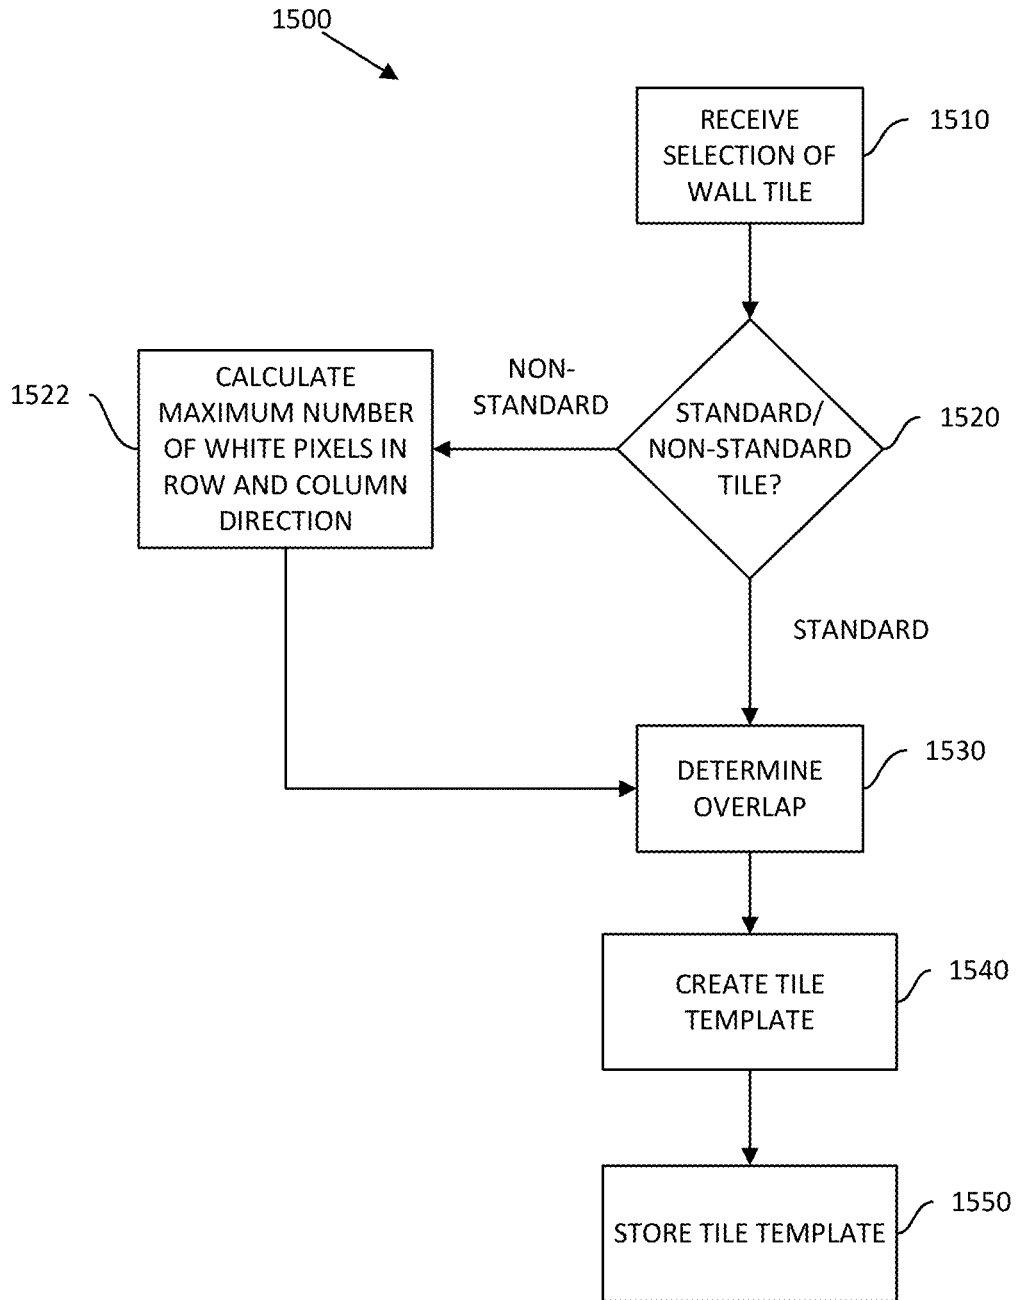 1500
RECEIVE
SELECTION OF
WALL TILE
1510
CALCULATE
MAXIMUM NUMBER
OF WHITE PIXELS IN
ROW AND COLUMN
DIRECTION
1522
NON-
STANDARD
STANDARD/
NON-STANDARD
TILE?
1520
STANDARD
DETERMINE
OVERLAP
1530
CREATE TILE
TEMPLATE
1540
STORE TILE TEMPLATE
1550